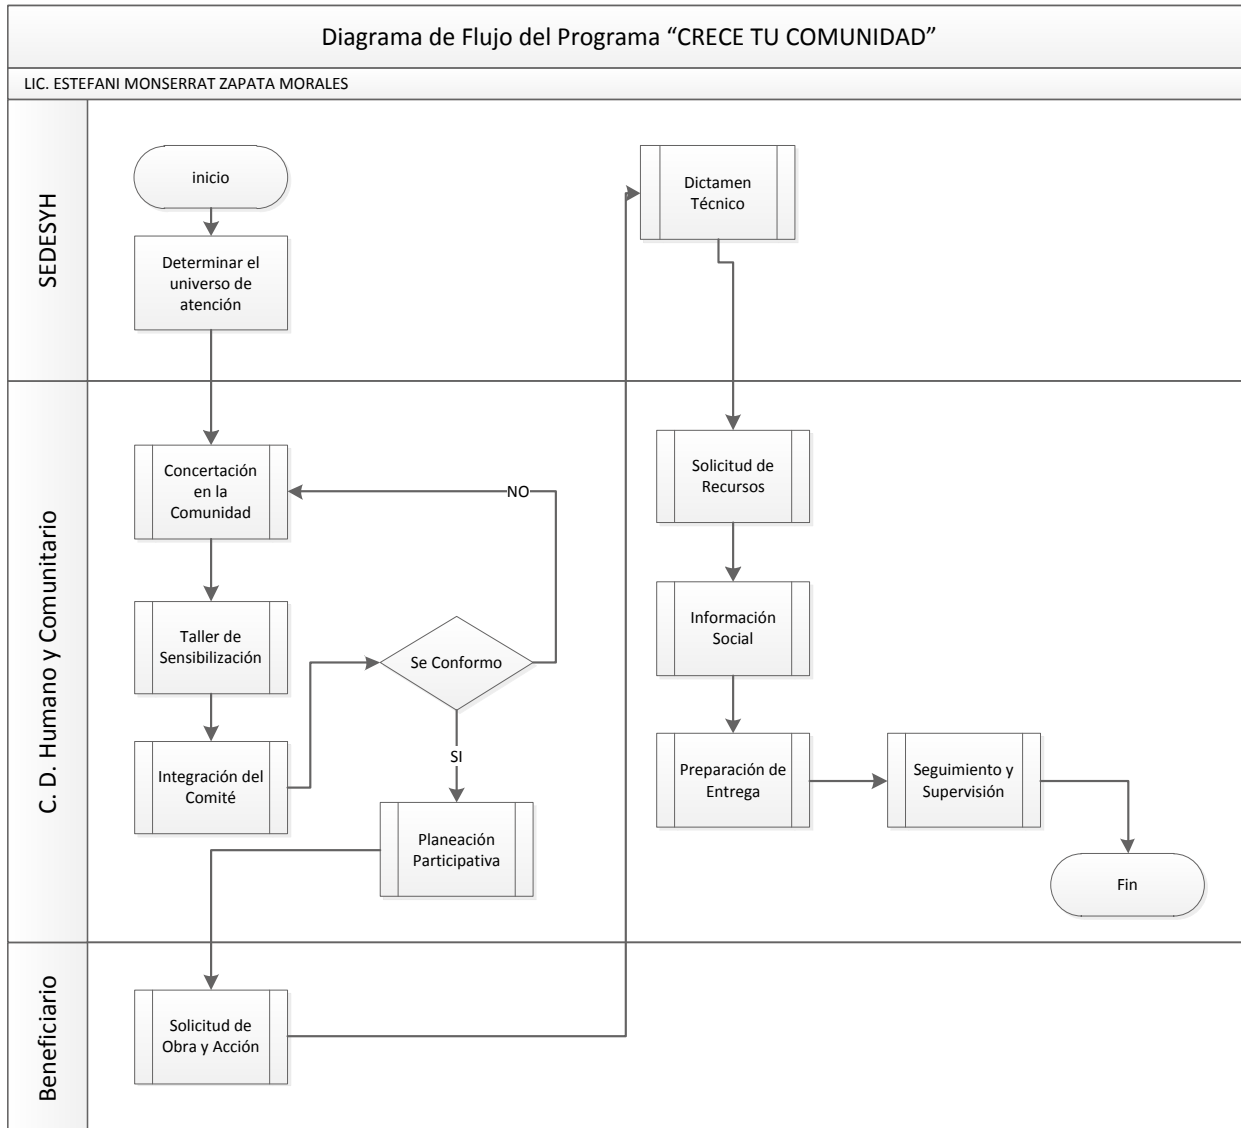 Diagrama de Flujo del Programa “CRECE TU COMUNIDAD”
LIC. ESTEFANI MONSERRAT ZAPATA MORALES
SEDESYH
inicio
Determinar el
universo de
atención
Dictamen
Técnico
C. D. Humano y Comunitario
Concertación
en la
Comunidad
NO
Taller de
Sensibilización
Se Conformo
Integración del
Comité
SI
Planeación
Participativa
Solicitud de
Recursos
Información
Social
Preparación de
Entrega
Seguimiento y
Supervisión
Fin
Beneficiario
Solicitud de
Obra y Acción